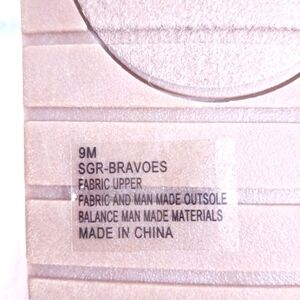 9M
SGR-BRAVOES
FABRIC UPPER
FABRIC AND MAN MADE OUTSOLE
BALANCE MAN MADE MATERIALS
MADE IN CHINA